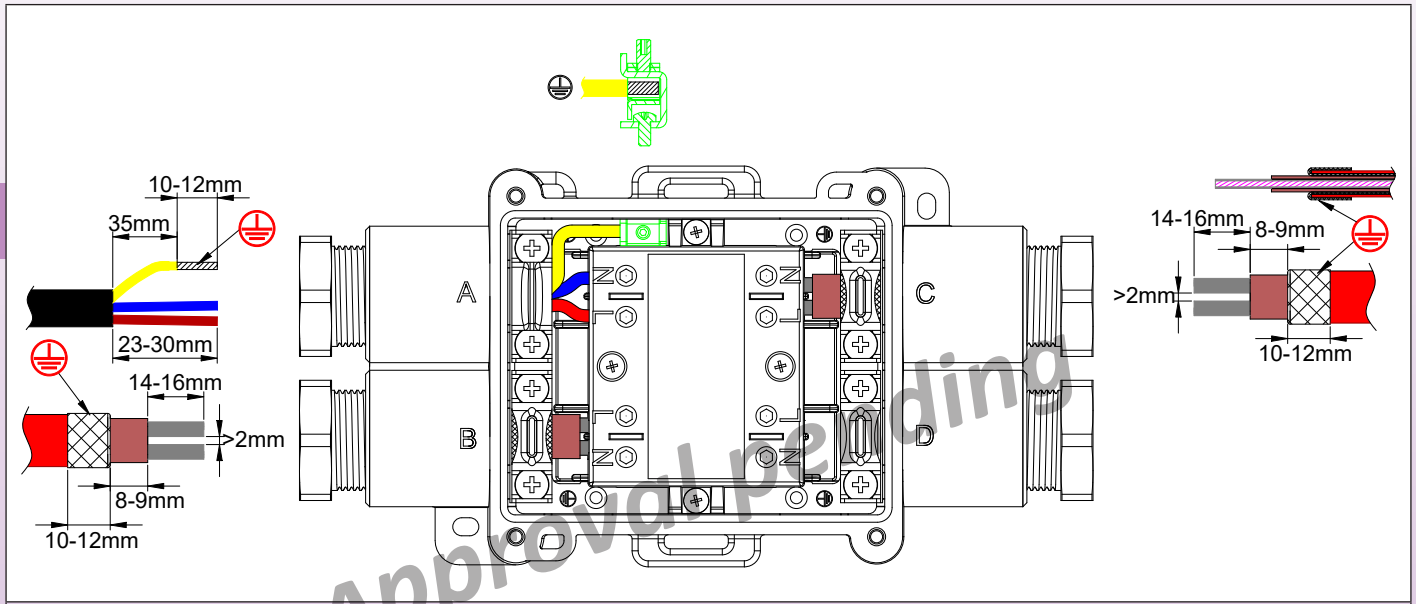 10-12mm
35mm
23-30mm
14-16mm
>2mm
8-9mm
10-12mm
A
B
N
L
L
N
N
L
L
N
C
D
14-16mm
8-9mm
>2mm
10-12mm
Approval pending